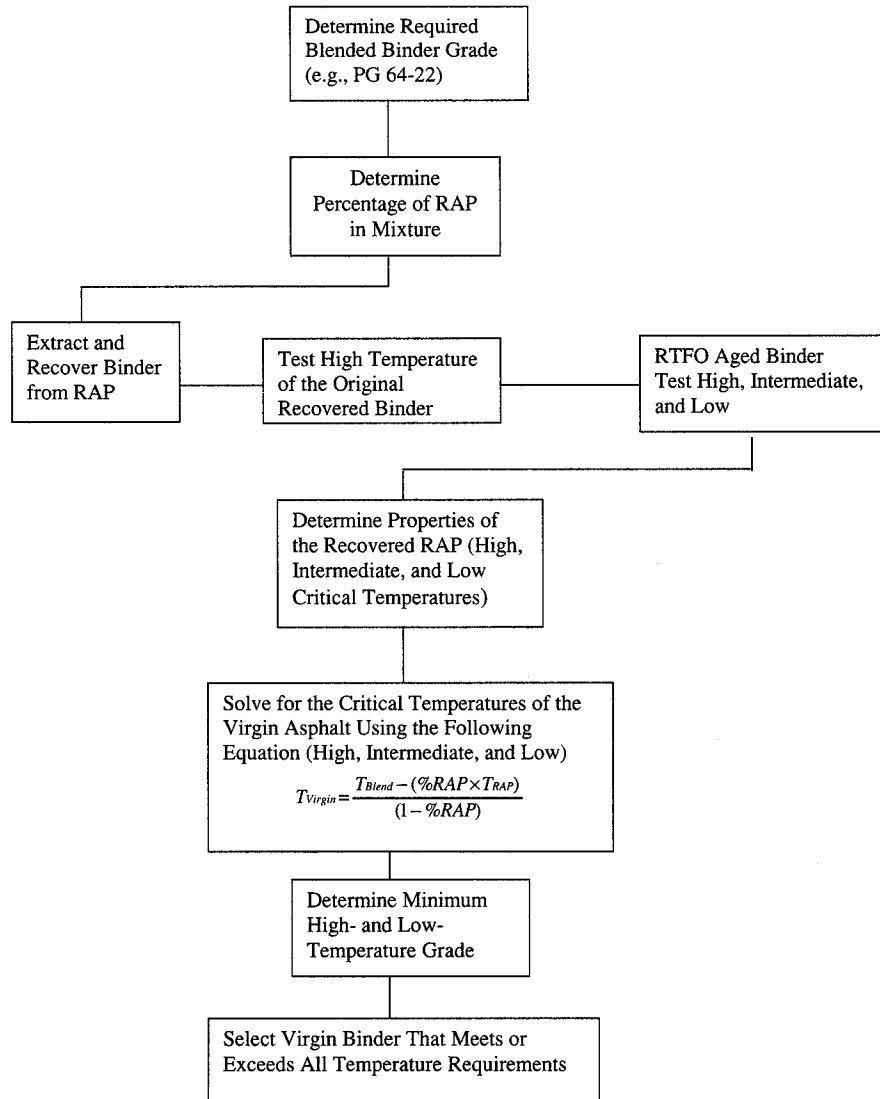 Determine Required
Blended Binder Grade
(e.g., PG 64-22)
Determine
Percentage of RAP
in Mixture
Extract and
Recover Binder
from RAP
Test High Temperature
of the Original
Recovered Binder
RTFO Aged Binder
Test High, Intermediate,
and Low
Determine Properties of
the Recovered RAP (High,
Intermediate, and Low
Critical Temperatures)
Solve for the Critical Temperatures of the
Virgin Asphalt Using the Following
Equation (High, Intermediate, and Low)
T_Virgin = \frac{T_Blend − (%RAP × T_RAP)}{(1 − %RAP)}
Determine Minimum
High- and Low-
Temperature Grade
Select Virgin Binder That Meets or
Exceeds All Temperature Requirements